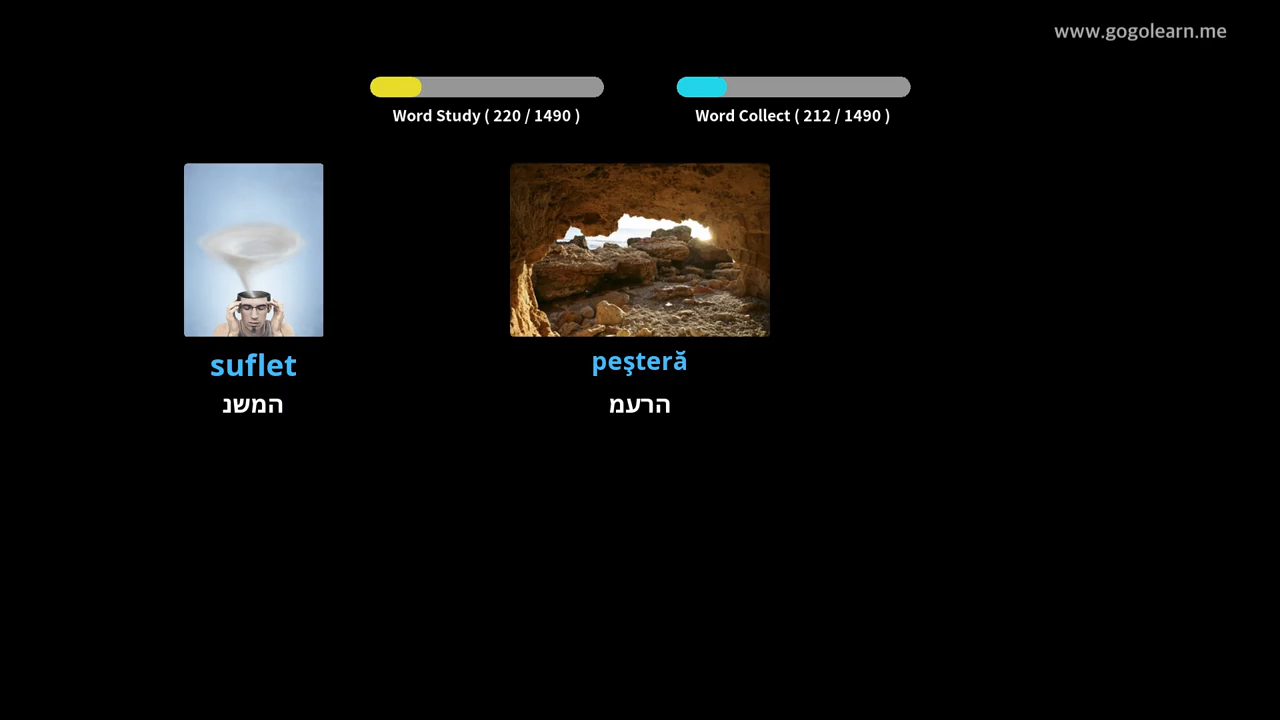 www.gogolearn.me
Word Study ( 220 / 1490 )
Word Collect ( 212 / 1490 )
suflet
המשנ
peşteră
הרעמ